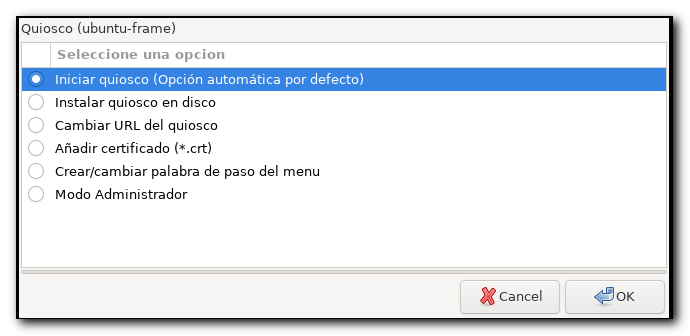 Quiosco (ubuntu-frame)
Seleccione una opcion
Iniciar quiosco (Opción automática por defecto)
Instalar quiosco en disco
Cambiar URL del quiosco
Añadir certificado (*.crt)
Crear/cambiar palabra de paso del menu
Modo Administrador
Cancel OK